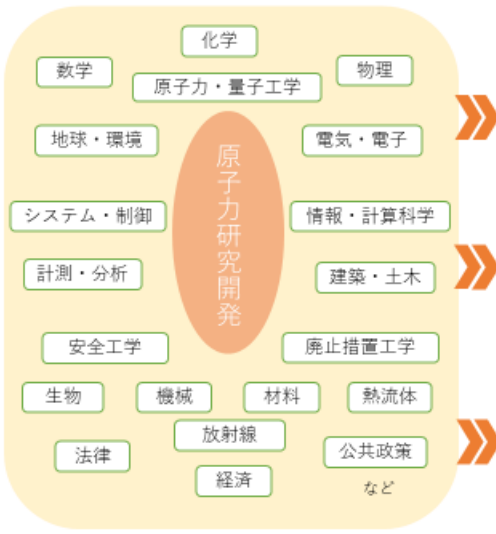 化学
数学
物理
原子力・量子工学
地球・環境
電気・電子
原子力研究開発
システム・制御
情報・計算科学
計測・分析
建築・土木
安全工学
廃止措置工学
生物
機械
材料
熱流体
放射線
法律
公共政策
経済
など